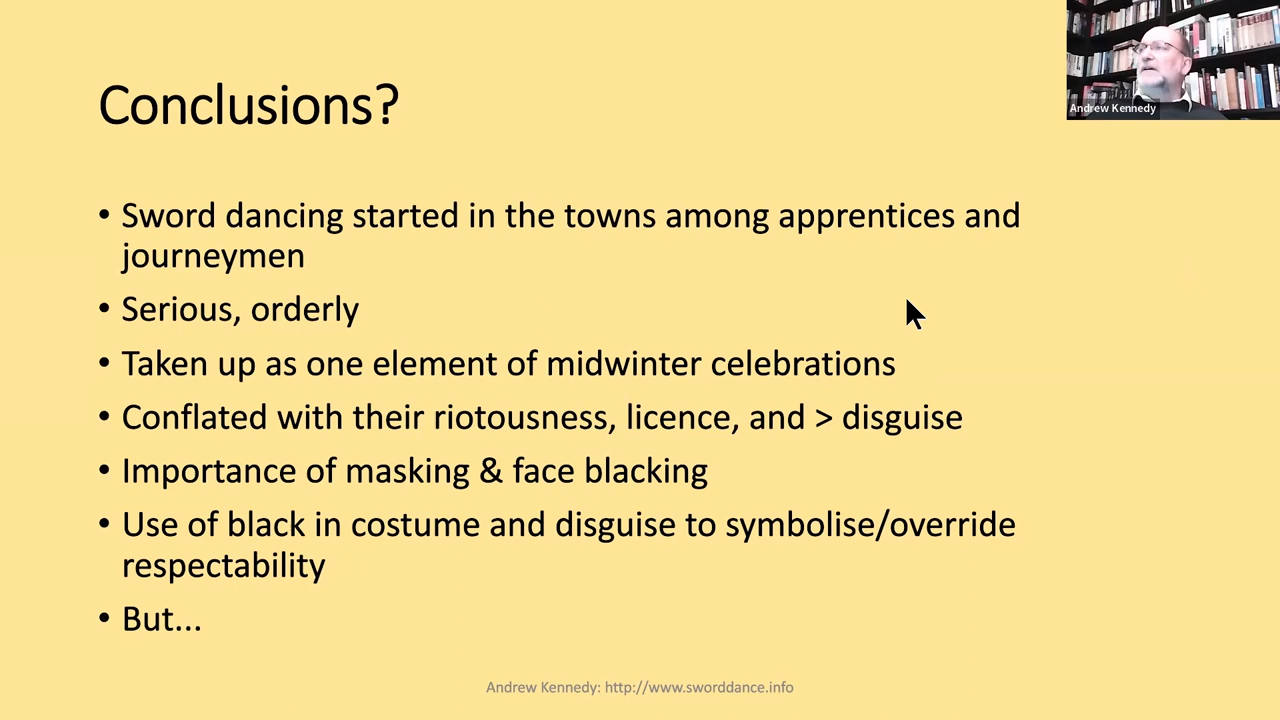 Conclusions?
Andrew Kennedy
• Sword dancing started in the towns among apprentices and
journeymen
• Serious, orderly
• Taken up as one element of midwinter celebrations
• Conflated with their riotousness, licence, and > disguise
• Importance of masking & face blacking
• Use of black in costume and disguise to symbolise/override
respectability
• But...
Andrew Kennedy: http://www.sworddance.info